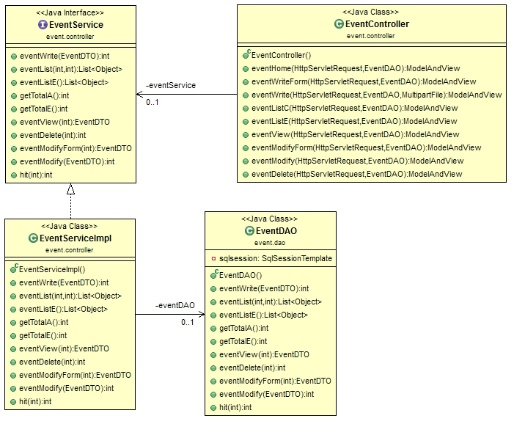 <<Java Interface>>
EventService
event.controller
eventWrite(EventDTO):int
eventList(int,int):List<Object>
eventListE():List<Object>
getTotalA():int
getTotalE():int
eventView(int):EventDTO
eventDelete(int):int
eventModifyForm(int):EventDTO
eventModify(EventDTO):int
hit(int):int
-eventService
0..1
<<Java Class>>
EventController
event.controller
EventController()
eventHome(HttpServletRequest,EventDAO):ModelAndView
eventWriteForm(HttpServletRequest,EventDAO):ModelAndView
eventWrite(HttpServletRequest,EventDAO,MultipartFile):ModelAndView
eventListC(HttpServletRequest,EventDAO):ModelAndView
eventListE(HttpServletRequest,EventDAO):ModelAndView
eventView(HttpServletRequest,EventDAO):ModelAndView
eventModifyForm(HttpServletRequest,EventDAO):ModelAndView
eventModify(HttpServletRequest,EventDAO):ModelAndView
eventDelete(HttpServletRequest,EventDAO):ModelAndView
<<Java Class>>
EventServiceImpl
event.controller
EventServiceImpl()
eventWrite(EventDTO):int
eventList(int,int):List<Object>
eventListE():List<Object>
getTotalA():int
getTotalE():int
eventView(int):EventDTO
eventDelete(int):int
eventModifyForm(int):EventDTO
eventModify(EventDTO):int
hit(int):int
-eventDAO
0..1
<<Java Class>>
EventDAO
event.dao
sqlsession: SqlSessionTemplate
EventDAO()
eventWrite(EventDTO):int
eventList(int,int):List<Object>
eventListE():List<Object>
getTotalA():int
getTotalE():int
eventView(int):EventDTO
eventDelete(int):int
eventModifyForm(int):EventDTO
eventModify(EventDTO):int
hit(int):int